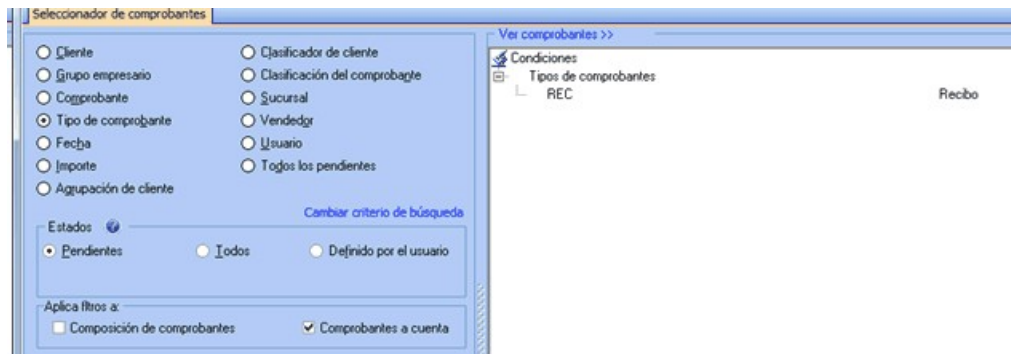 Seleccionador de comprobantes
Cliente
Grupo empresario
Comprobante
Tipo de comprobante
Fecha
Importe
Agrupación de cliente
Clasificador de cliente
Clasificación del comprobante
Sucursal
Vendedor
Usuario
Todos los pendientes
Cambiar criterio de búsqueda
Estados
Pendientes
Todos
Definido por el usuario
Aplica filtros a:
Composición de comprobantes
Comprobantes a cuenta
Ver comprobantes >>
Condiciones
Tipos de comprobantes
REC Recibo